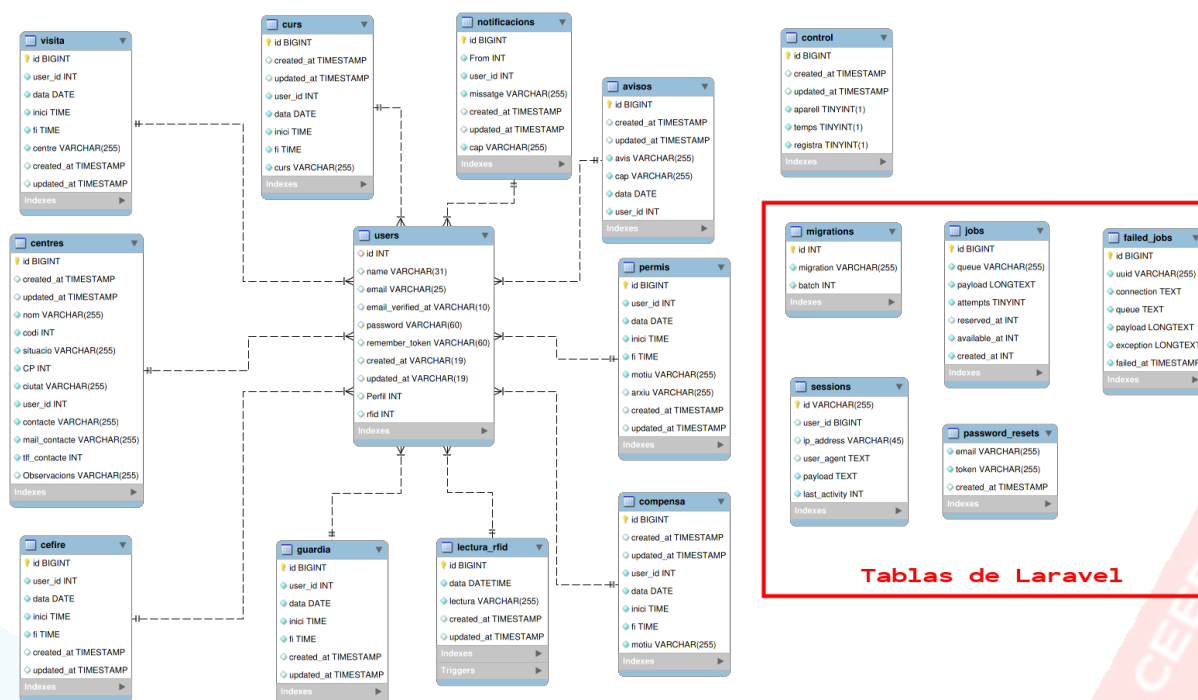 visita
id BIGINT
user_id INT
data DATE
inici TIME
fi TIME
centre VARCHAR(255)
created_at TIMESTAMP
updated_at TIMESTAMP
Indexes
curs
id BIGINT
created_at TIMESTAMP
updated_at TIMESTAMP
user_id INT
data DATE
inici TIME
fi TIME
curs VARCHAR(255)
Indexes
notificacions
id BIGINT
From INT
user_id INT
missatge VARCHAR(255)
created_at TIMESTAMP
updated_at TIMESTAMP
cap VARCHAR(255)
Indexes
avisos
id BIGINT
created_at TIMESTAMP
updated_at TIMESTAMP
avis VARCHAR(255)
cap VARCHAR(255)
data DATE
user_id INT
Indexes
control
id BIGINT
created_at TIMESTAMP
updated_at TIMESTAMP
aparell TINYINT(1)
temps TINYINT(1)
registra TINYINT(1)
Indexes
centres
id BIGINT
created_at TIMESTAMP
updated_at TIMESTAMP
nom VARCHAR(255)
codi INT
situacio VARCHAR(255)
CP INT
ciutat VARCHAR(255)
user_id INT
contacte VARCHAR(255)
mail_contacte VARCHAR(255)
tlf_contacte INT
Observacions VARCHAR(255)
Indexes
users
id INT
name VARCHAR(31)
email VARCHAR(25)
email_verified_at VARCHAR(10)
password VARCHAR(60)
remember_token VARCHAR(60)
created_at VARCHAR(19)
updated_at VARCHAR(19)
Perfil INT
rfid INT
Indexes
permis
id BIGINT
user_id INT
data DATE
inici TIME
fi TIME
motiu VARCHAR(255)
arxiu VARCHAR(255)
created_at TIMESTAMP
updated_at TIMESTAMP
Indexes
migrations
id INT
migration VARCHAR(255)
batch INT
Indexes
jobs
id BIGINT
queue VARCHAR(255)
payload LONGTEXT
attempts TINYINT
reserved_at INT
available_at INT
created_at INT
Indexes
failed_jobs
id BIGINT
uuid VARCHAR(255)
connection TEXT
queue TEXT
payload LONGTEXT
exception LONGTEXT
failed_at TIMESTAMP
Indexes
sessions
id VARCHAR(255)
user_id BIGINT
ip_address VARCHAR(45)
user_agent TEXT
payload TEXT
last_activity INT
Indexes
password_resets
email VARCHAR(255)
token VARCHAR(255)
created_at TIMESTAMP
Indexes
Tablas de Laravel
cefire
id BIGINT
user_id INT
data DATE
inici TIME
fi TIME
created_at TIMESTAMP
updated_at TIMESTAMP
Indexes
guardia
id BIGINT
user_id INT
data DATE
inici TIME
fi TIME
created_at TIMESTAMP
updated_at TIMESTAMP
Indexes
lectura_rfid
id BIGINT
data DATETIME
lectura VARCHAR(255)
created_at TIMESTAMP
updated_at TIMESTAMP
Indexes
Triggers
compensa
id BIGINT
created_at TIMESTAMP
updated_at TIMESTAMP
user_id INT
data DATE
inici TIME
fi TIME
motiu VARCHAR(255)
Indexes